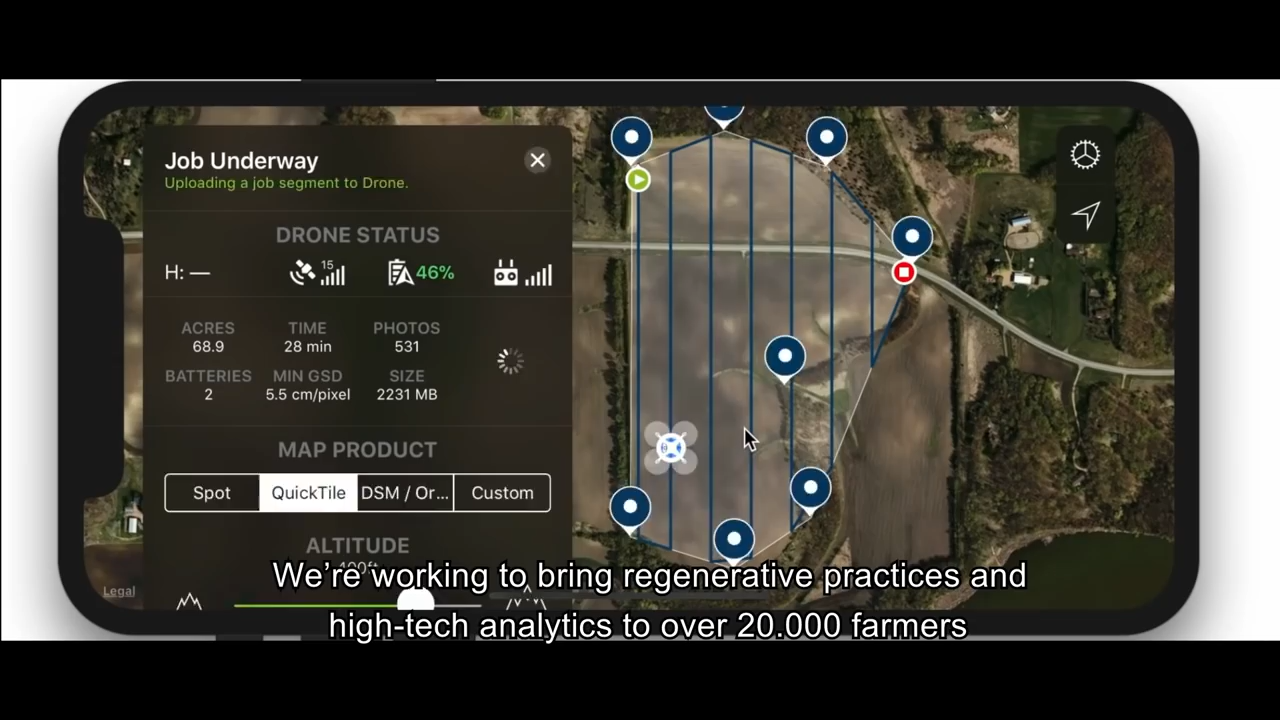 Job Underway
Uploading a job segment to Drone.
DRONE STATUS
H: —
15
46%
ACRES
TIME
PHOTOS
68.9
28 min
531
BATTERIES
MIN GSD
SIZE
2
5.5 cm/pixel
2231 MB
MAP PRODUCT
Spot
QuickTile
DSM / Or...
Custom
ALTITUDE
400ft
Legal
We’re working to bring regenerative practices and
high-tech analytics to over 20.000 farmers